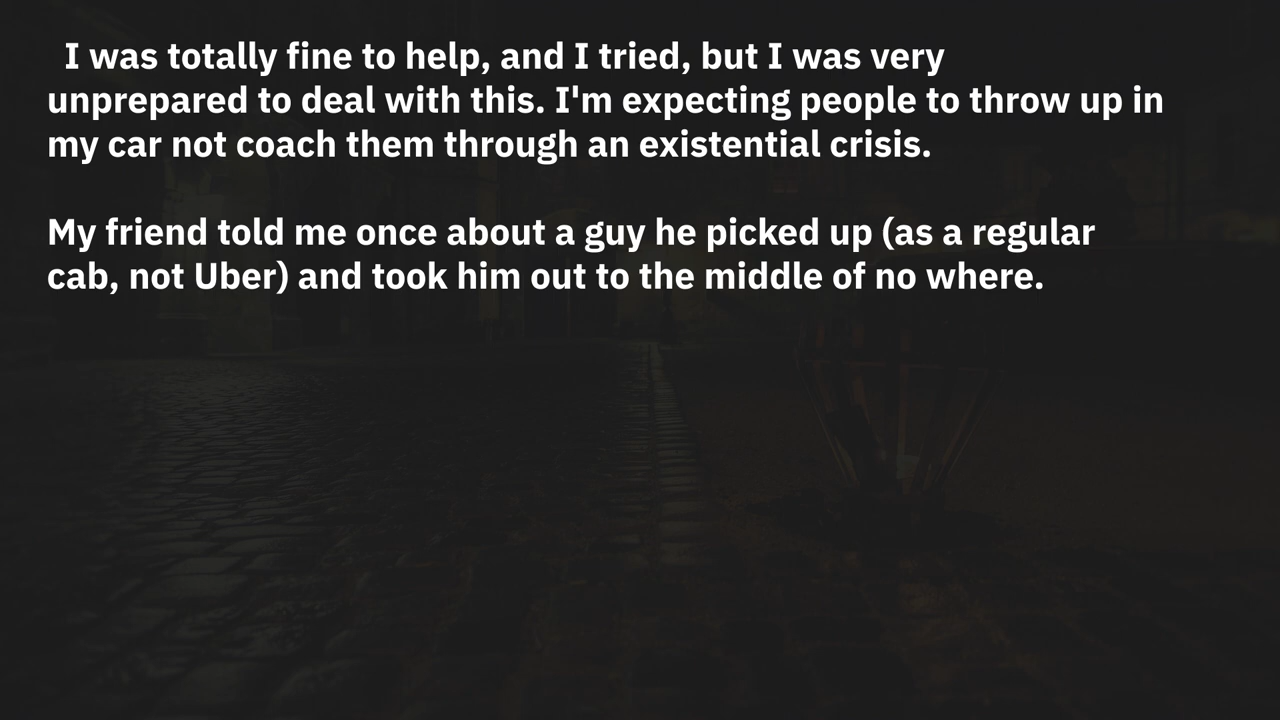 I was totally fine to help, and I tried, but I was very
unprepared to deal with this. I'm expecting people to throw up in
my car not coach them through an existential crisis.
My friend told me once about a guy he picked up (as a regular
cab, not Uber) and took him out to the middle of no where.